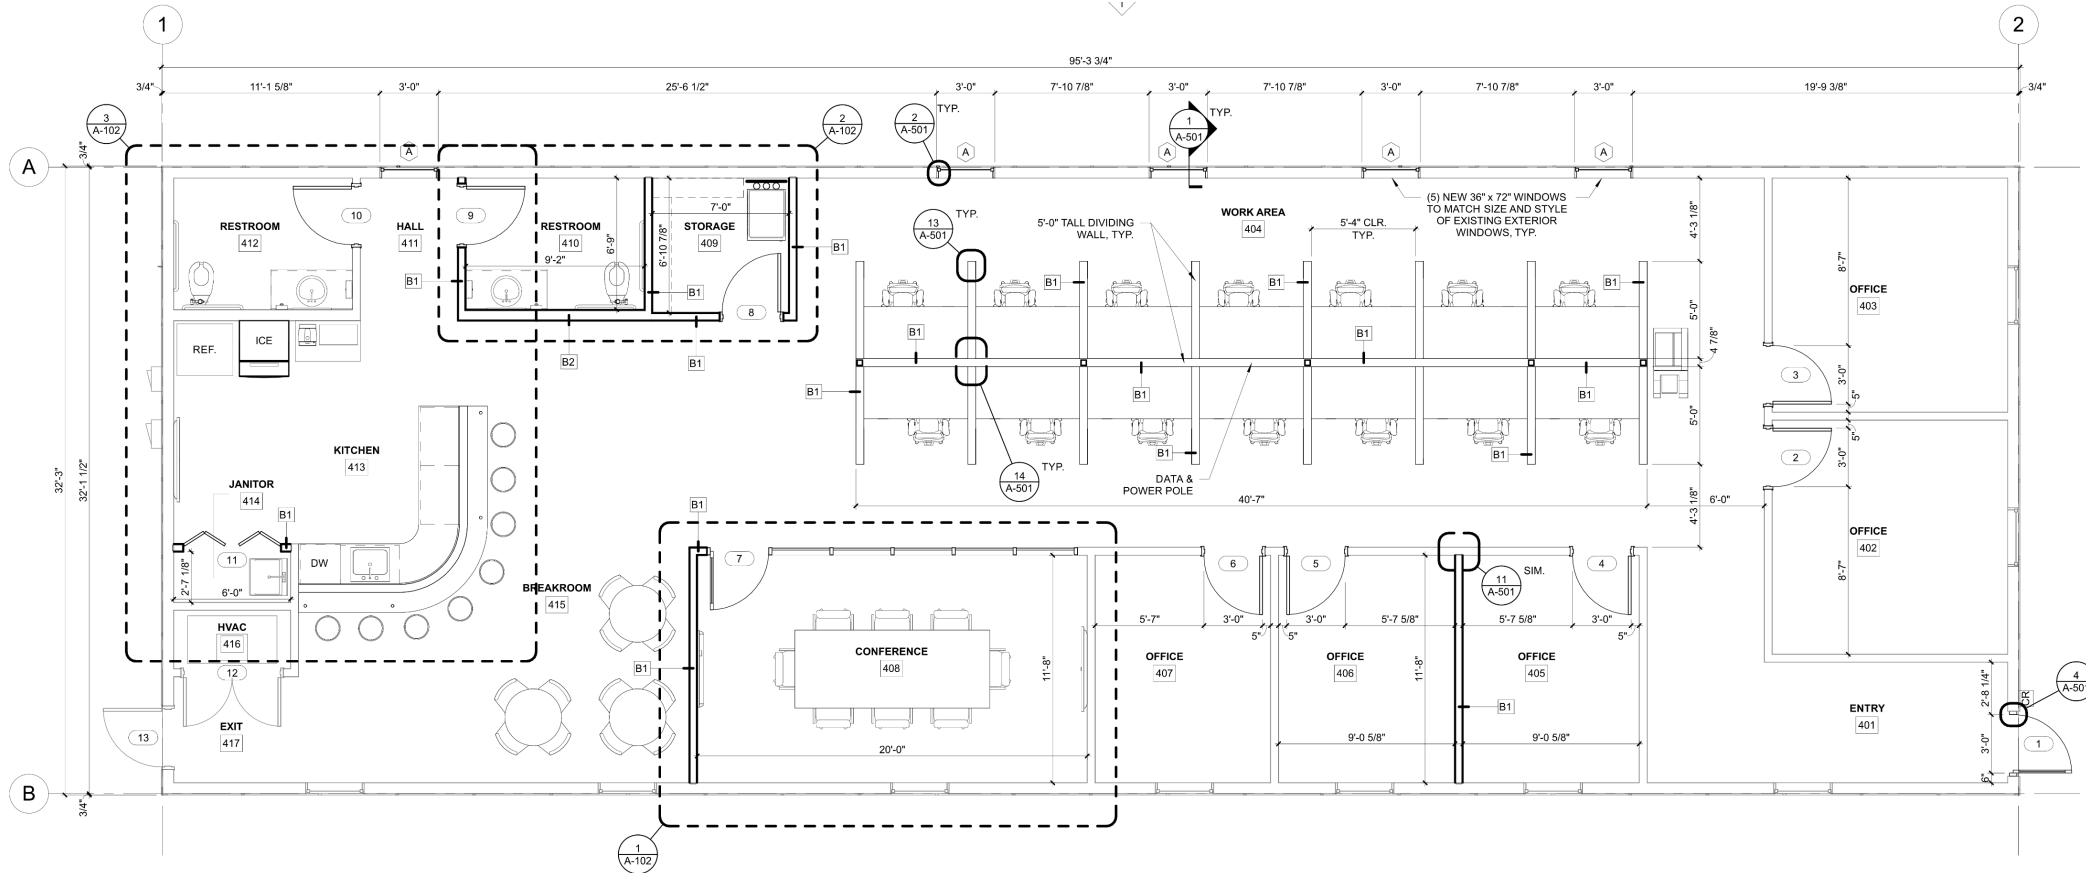 1
2
95'-3 3/4"
3/4"
11'-1 5/8"
3'-0"
25'-6 1/2"
3'-0"
7'-10 7/8"
3'-0"
7'-10 7/8"
3'-0"
7'-10 7/8"
3'-0"
19'-9 3/8"
3/4"
3
A-102
2
A-102
2
A-501
TYP.
1
A-501
TYP.
A
3/4"
A
A
A
A
A
(5) NEW 36" x 72" WINDOWS
TO MATCH SIZE AND STYLE
OF EXISTING EXTERIOR
WINDOWS, TYP.
RESTROOM
412
10
HALL
411
9
RESTROOM
410
6'-9"
9'-2"
6'-10 7/8"
7'-0"
STORAGE
409
B1
B1
B1
8
B2
B1
13
A-501
TYP.
5'-0" TALL DIVIDING
WALL, TYP.
WORK AREA
404
5'-4" CLR.
TYP.
4'-3 1/8"
B1
B1
B1
5'-0"
8'-7"
OFFICE
403
REF.
ICE
B1
B1
4 7/8"
B1
B1
B1
3
3'-0"
5"
5'-0"
KITCHEN
413
B1
B1
5"
2
3'-0"
JANITOR
414
B1
14
A-501
TYP.
DATA &
POWER POLE
40'-7"
6'-0"
4'-3 1/8"
32'-3"
32'-1 1/2"
B1
OFFICE
402
8'-7"
11
DW
2'-7 1/8"
6'-0"
7
6
5
11
A-501
SIM.
4
BREAKROOM
415
HVAC
416
12
5'-7"
3'-0"
5"
5"
3'-0"
5'-7 5/8"
5'-7 5/8"
3'-0"
5"
CONFERENCE
408
B1
11'-8"
OFFICE
407
OFFICE
406
11'-8"
OFFICE
405
B1
2'-8 1/4"
CR
4
A-501
ENTRY
401
EXIT
417
13
20'-0"
9'-0 5/8"
9'-0 5/8"
3'-0"
1
6"
B
3/4"
1
A-102